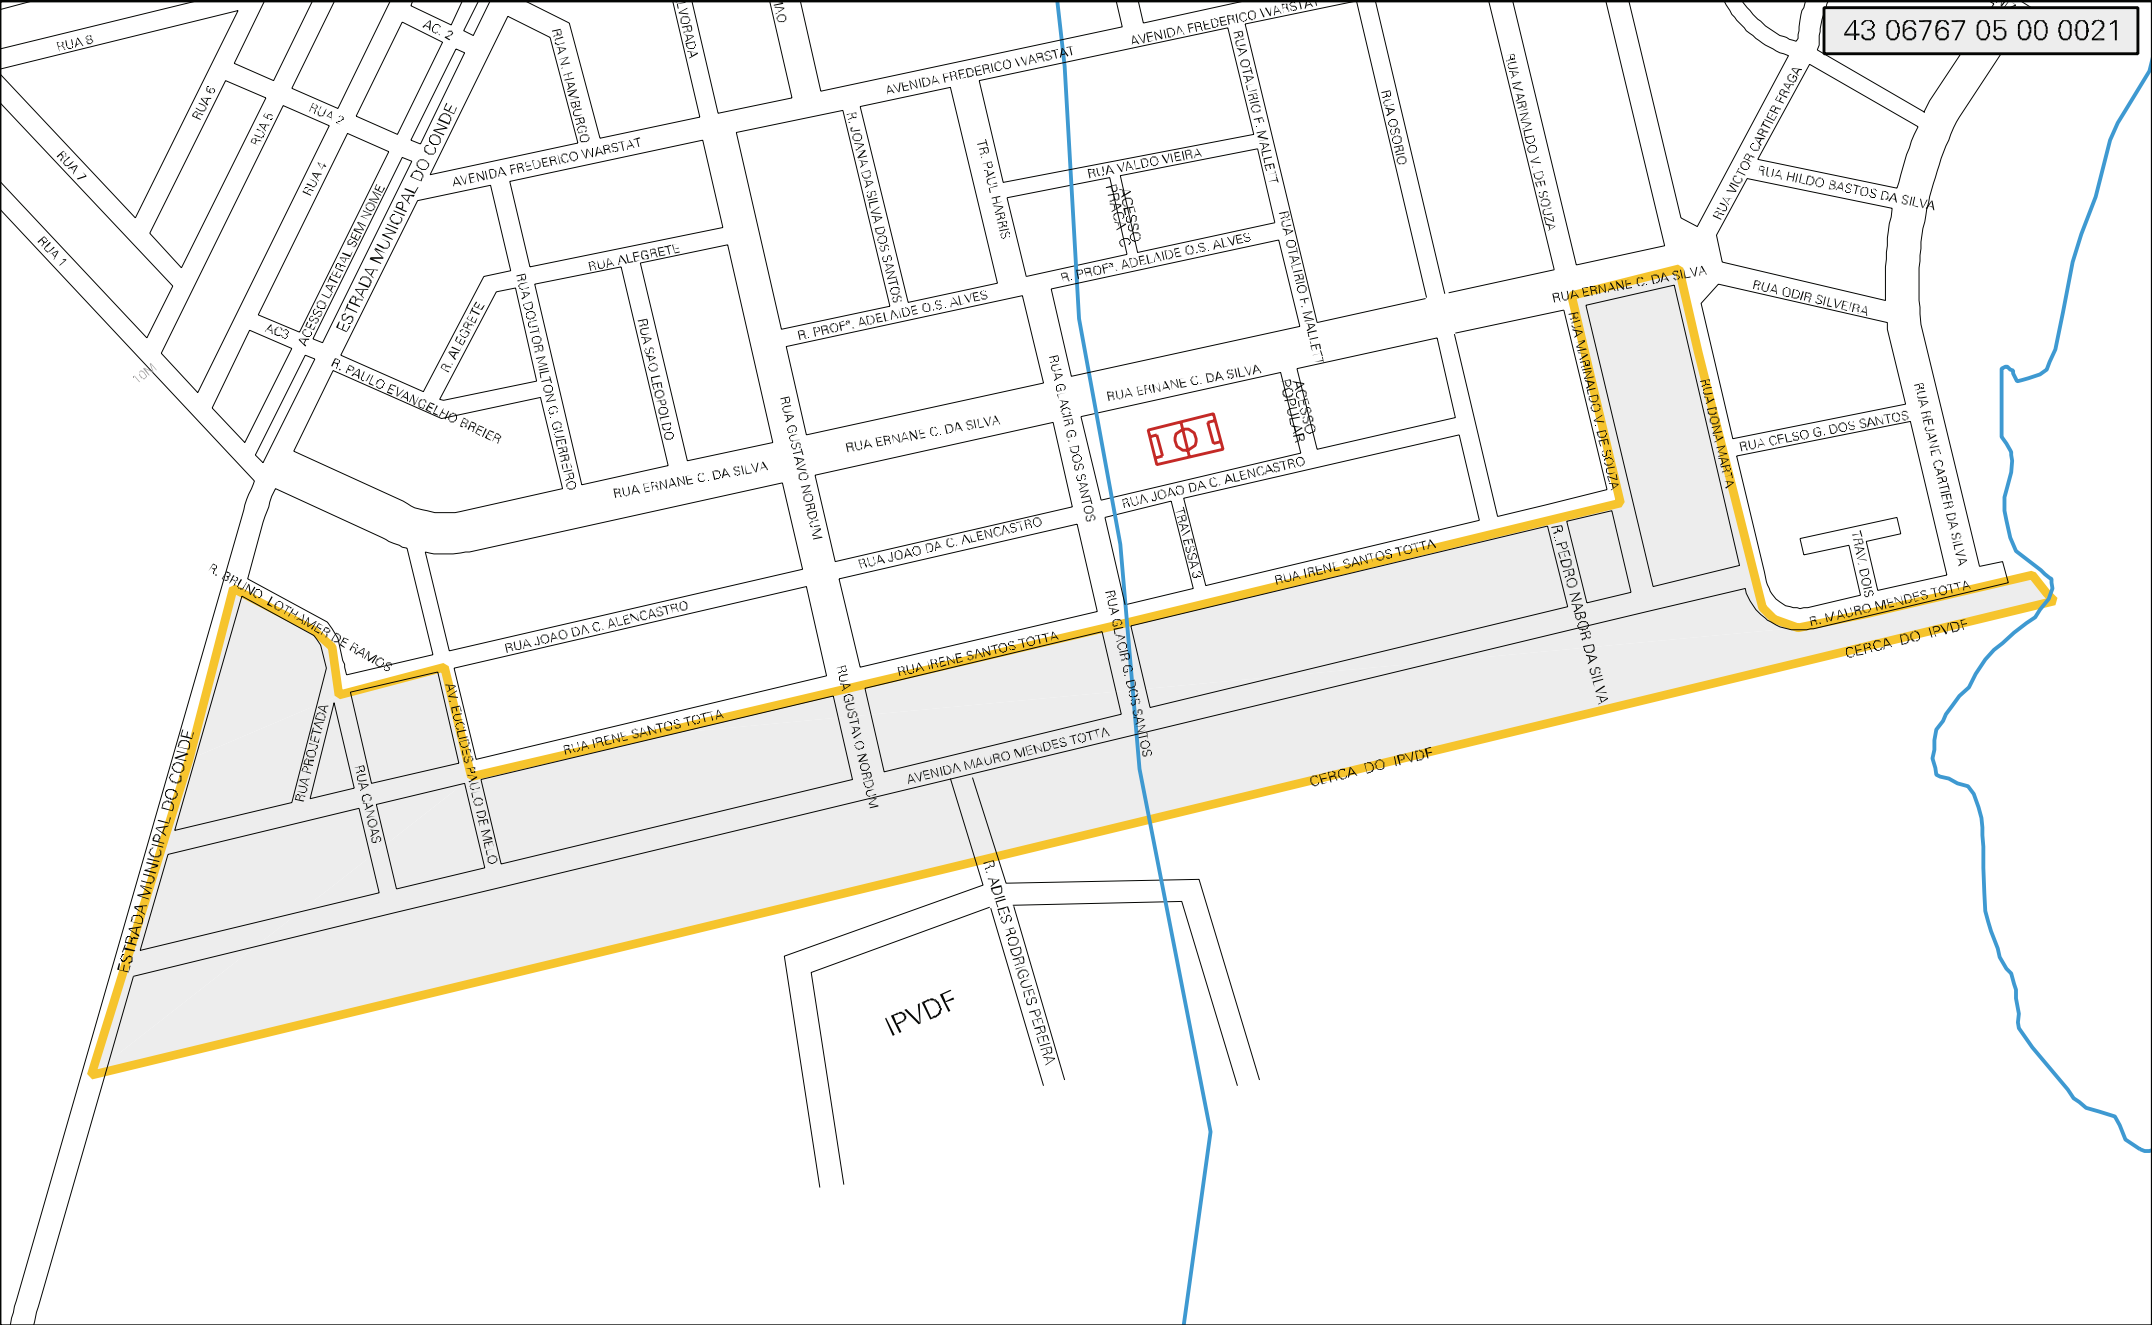 43 06767 05 00 0021
RUA 8
AC. 2
RUA N. HAMBURGO
AVENIDA FREDERICO WARSTAT
AVENIDA FREDERICO WARSTAT
RUA 6
RUA 5
RUA 2
RUA 4
RUA 7
RUA 1
ESTRADA MUNICIPAL DO CONDE
ACESSO LATERAL SEM NOME
AC3
10M
AVENIDA FREDERICO WARSTAT
R. JOANA DA SILVA DOS SANTOS
TR. PAUL HARRIS
RUA VALDO VIEIRA
ACESSO
PRAÇA C
RUA OTALIRIO F. MALLETT
RUA OTALIRIO F. MALLETT
RUA OSORIO
RUA MARINALDO V. DE SOUZA
RUA VICTOR CARTIER FRAGA
RUA HILDO BASTOS DA SILVA
RUA ODIR SILVEIRA
RUA ALEGRETE
R. ALEGRETE
RUA DOUTOR MILTON G. GUERREIRO
RUA SAO LEOPOLDO
R. PAULO EVANGELHO BREIER
R. PROFª. ADELAIDE O.S. ALVES
R. PROFª. ADELAIDE O.S. ALVES
RUA GLACIR G. DOS SANTOS
RUA GUSTAVO NORDUM
RUA ERNANE C. DA SILVA
RUA ERNANE C. DA SILVA
RUA ERNANE C. DA SILVA
RUA ERNANE C. DA SILVA
ACESSO
POPULAR
RUA MARINALDO V. DE SOUZA
RUA DONA MARTA
RUA CELSO G. DOS SANTOS
RUA REJANE CARTIER DA SILVA
RUA JOAO DA C. ALENCASTRO
RUA JOAO DA C. ALENCASTRO
RUA JOAO DA C. ALENCASTRO
TRAVESSA 3
TRAV. DOIS
R. MAURO MENDES TOTTA
CERCA DO IPVDF
R. PEDRO NABOR DA SILVA
RUA IRENE SANTOS TOTTA
RUA IRENE SANTOS TOTTA
RUA IRENE SANTOS TOTTA
RUA GLACIR G. DOS SANTOS
RUA GUSTAVO NORDUM
R. BRUNO LOTHAMER DE RAMOS
AV. EUCLIDES PAULO DE MELO
RUA PROJETADA
RUA CANOAS
AVENIDA MAURO MENDES TOTTA
CERCA DO IPVDF
ESTRADA MUNICIPAL DO CONDE
R. ADILES RODRIGUES PEREIRA
IPVDF